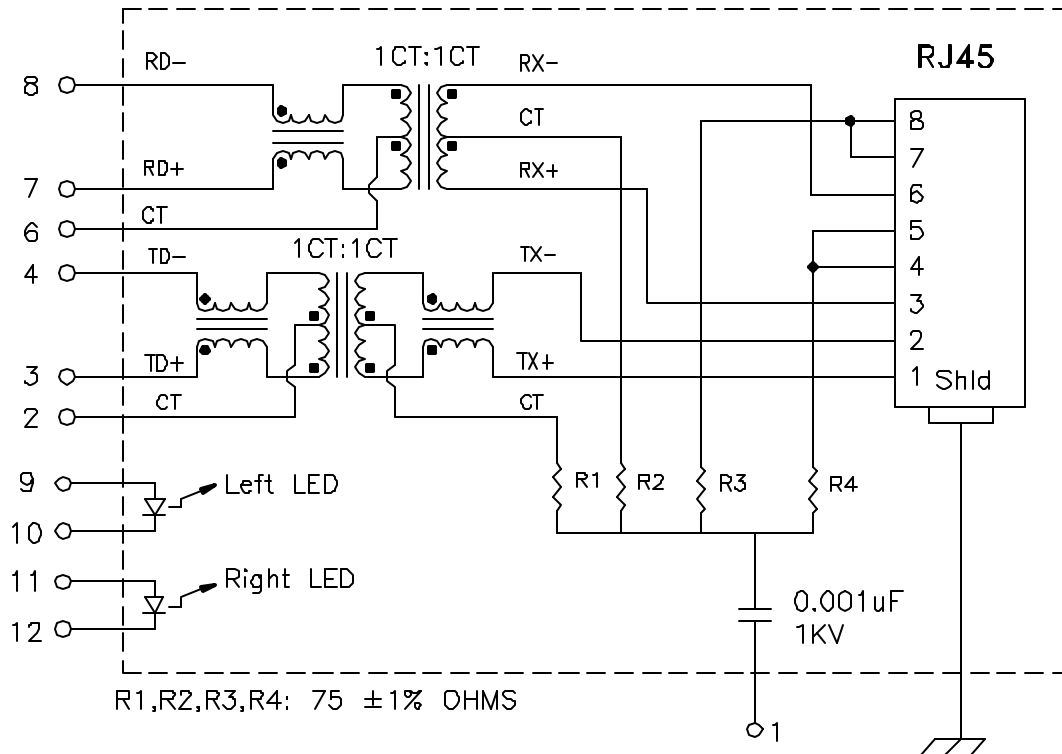 1CT:1CT
RJ45
8
RD-
RX-
CT
8
7
7
RD+
RX+
6
6
CT
5
1CT:1CT
4
TD-
TX-
4
3
2
3
TD+
TX+
1
Shld
2
CT
CT
9
Left LED
R1
R2
R3
R4
10
11
Right LED
12
0.001uF
1KV
R1,R2,R3,R4: 75 ±1% OHMS
1